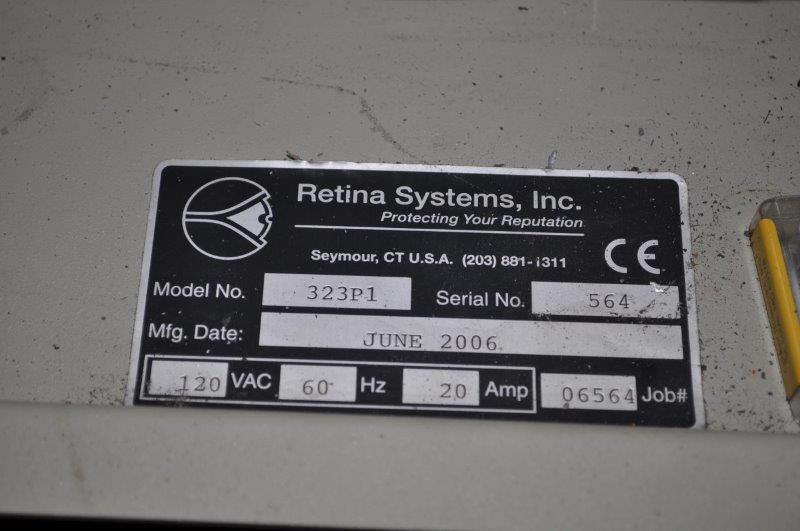 Retina Systems, Inc.
Protecting Your Reputation
Seymour, CT U.S.A. (203) 881-1311
CE
Model No. 323P1 Serial No. 564
Mfg. Date: JUNE 2006
120 VAC 60 Hz 20 Amp 06564 Job#